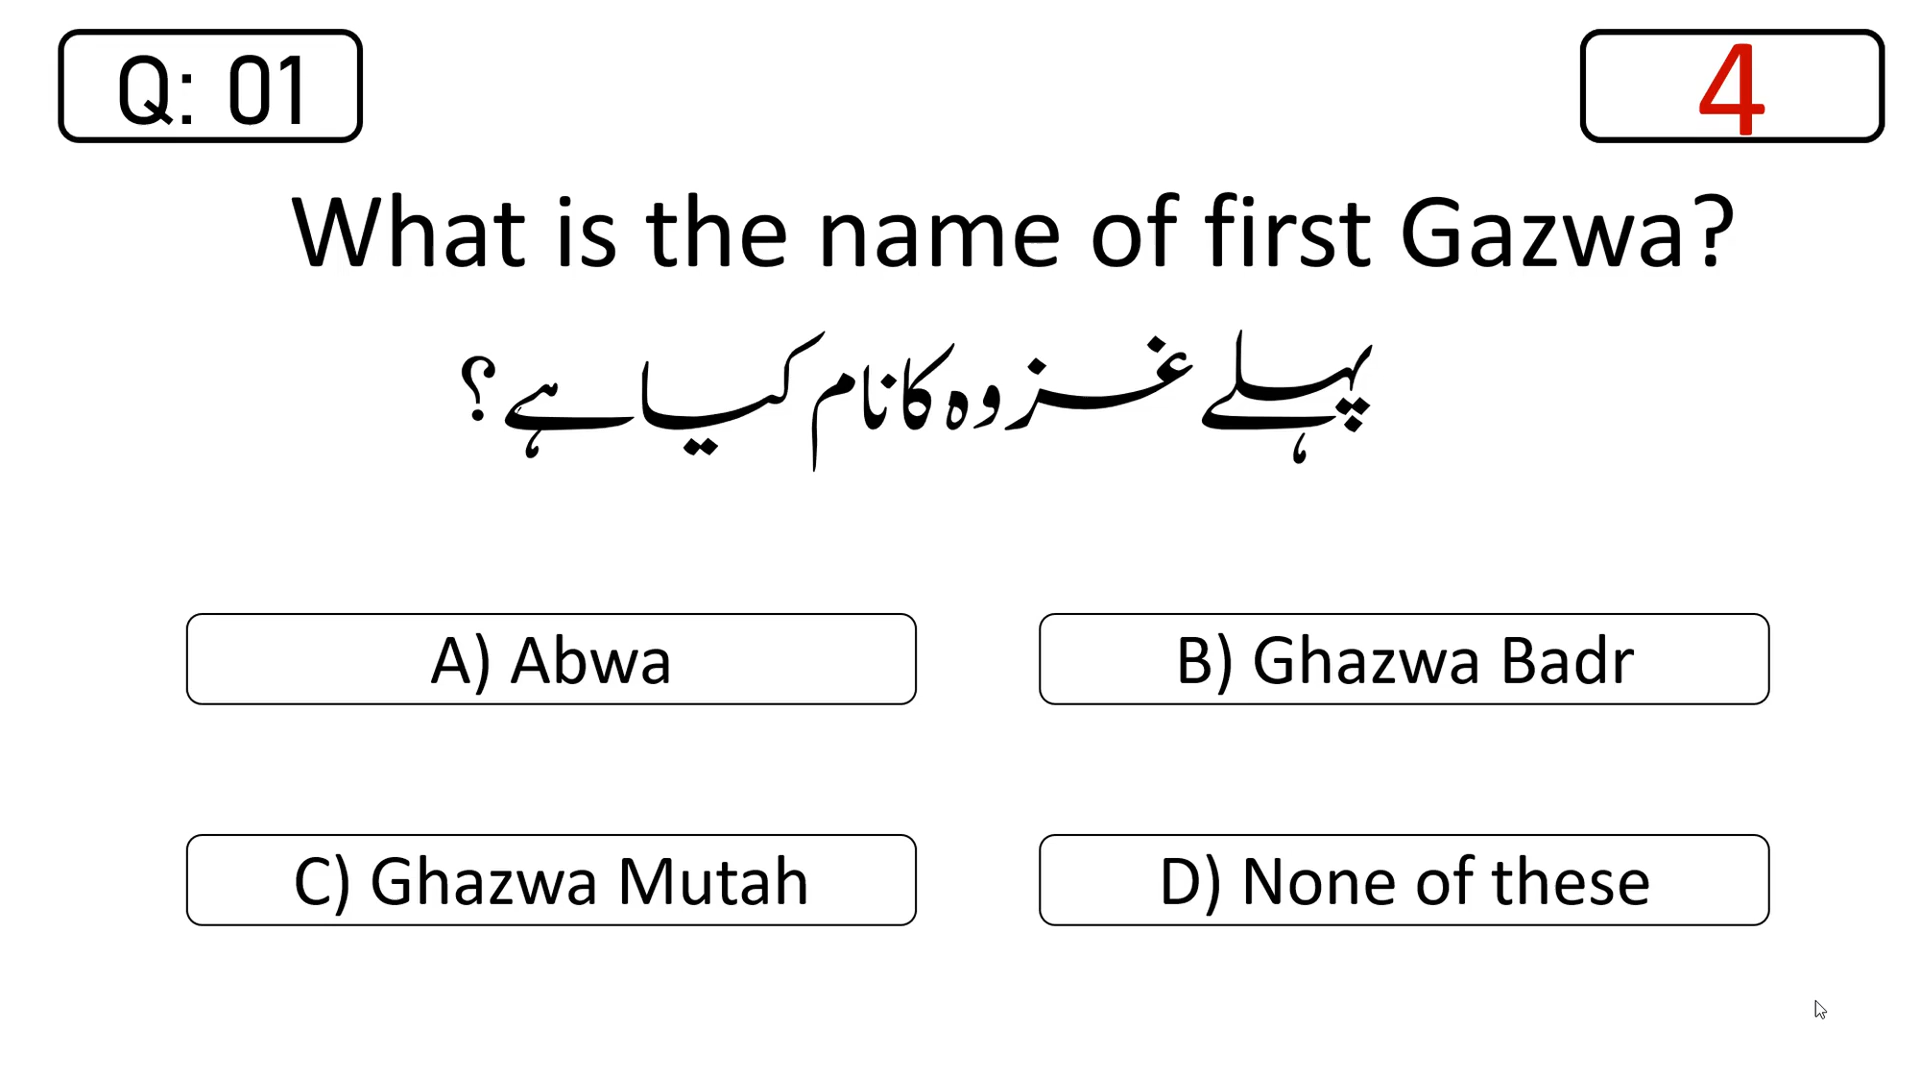 Q: 01
4
What is the name of first Gazwa?
پہلے غزوہ کا نام کیا ہے؟
A) Abwa
B) Ghazwa Badr
C) Ghazwa Mutah
D) None of these